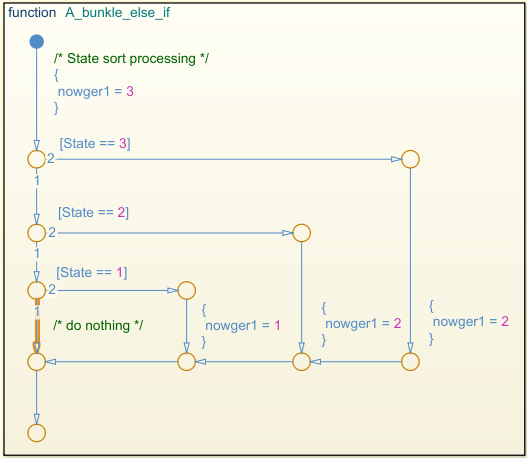 function A_bunkle_else_if
/* State sort processing */
{
nowger1 = 3
}
[State == 3]
2
1
[State == 2]
2
1
[State == 1]
2
1
/* do nothing */
{
nowger1 = 1
}
{
nowger1 = 2
}
{
nowger1 = 2
}